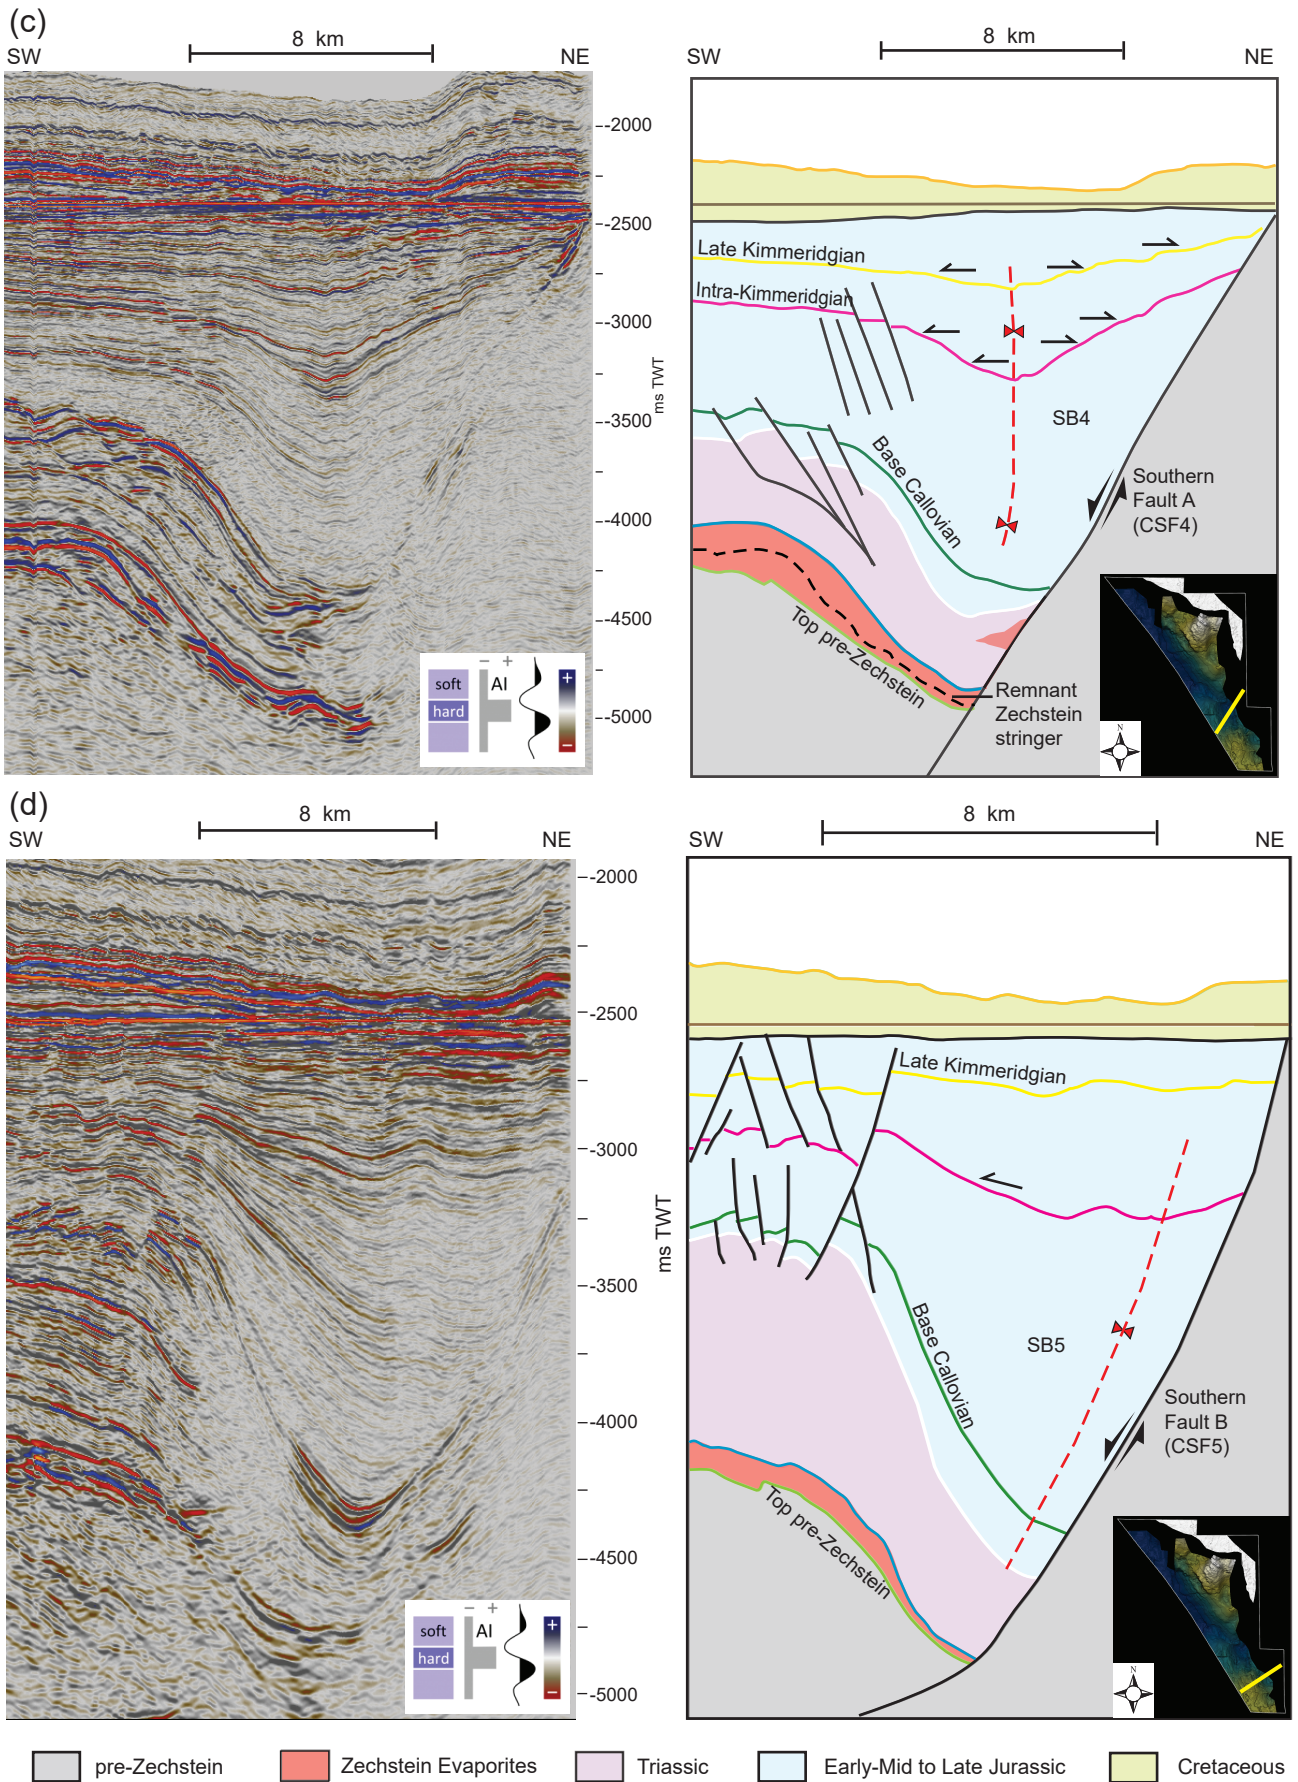 (c)
8 km
SW
NE
-2000
-2500
-3000
ms TWT
-3500
-4000
-4500
-5000
soft
hard
AI
- +
+
-
8 km
SW
NE
Late Kimmeridgian
Intra-Kimmeridgian
SB4
Base Callovian
Southern
Fault A
(CSF4)
Top pre-Zechstein
Remnant
Zechstein
stringer
N
(d)
8 km
SW
NE
-2000
-2500
-3000
ms TWT
-3500
-4000
-4500
-5000
soft
hard
AI
- +
+
-
8 km
SW
NE
Late Kimmeridgian
SB5
Base Callovian
Southern
Fault B
(CSF5)
Top pre-Zechstein
N
pre-Zechstein
Zechstein Evaporites
Triassic
Early-Mid to Late Jurassic
Cretaceous